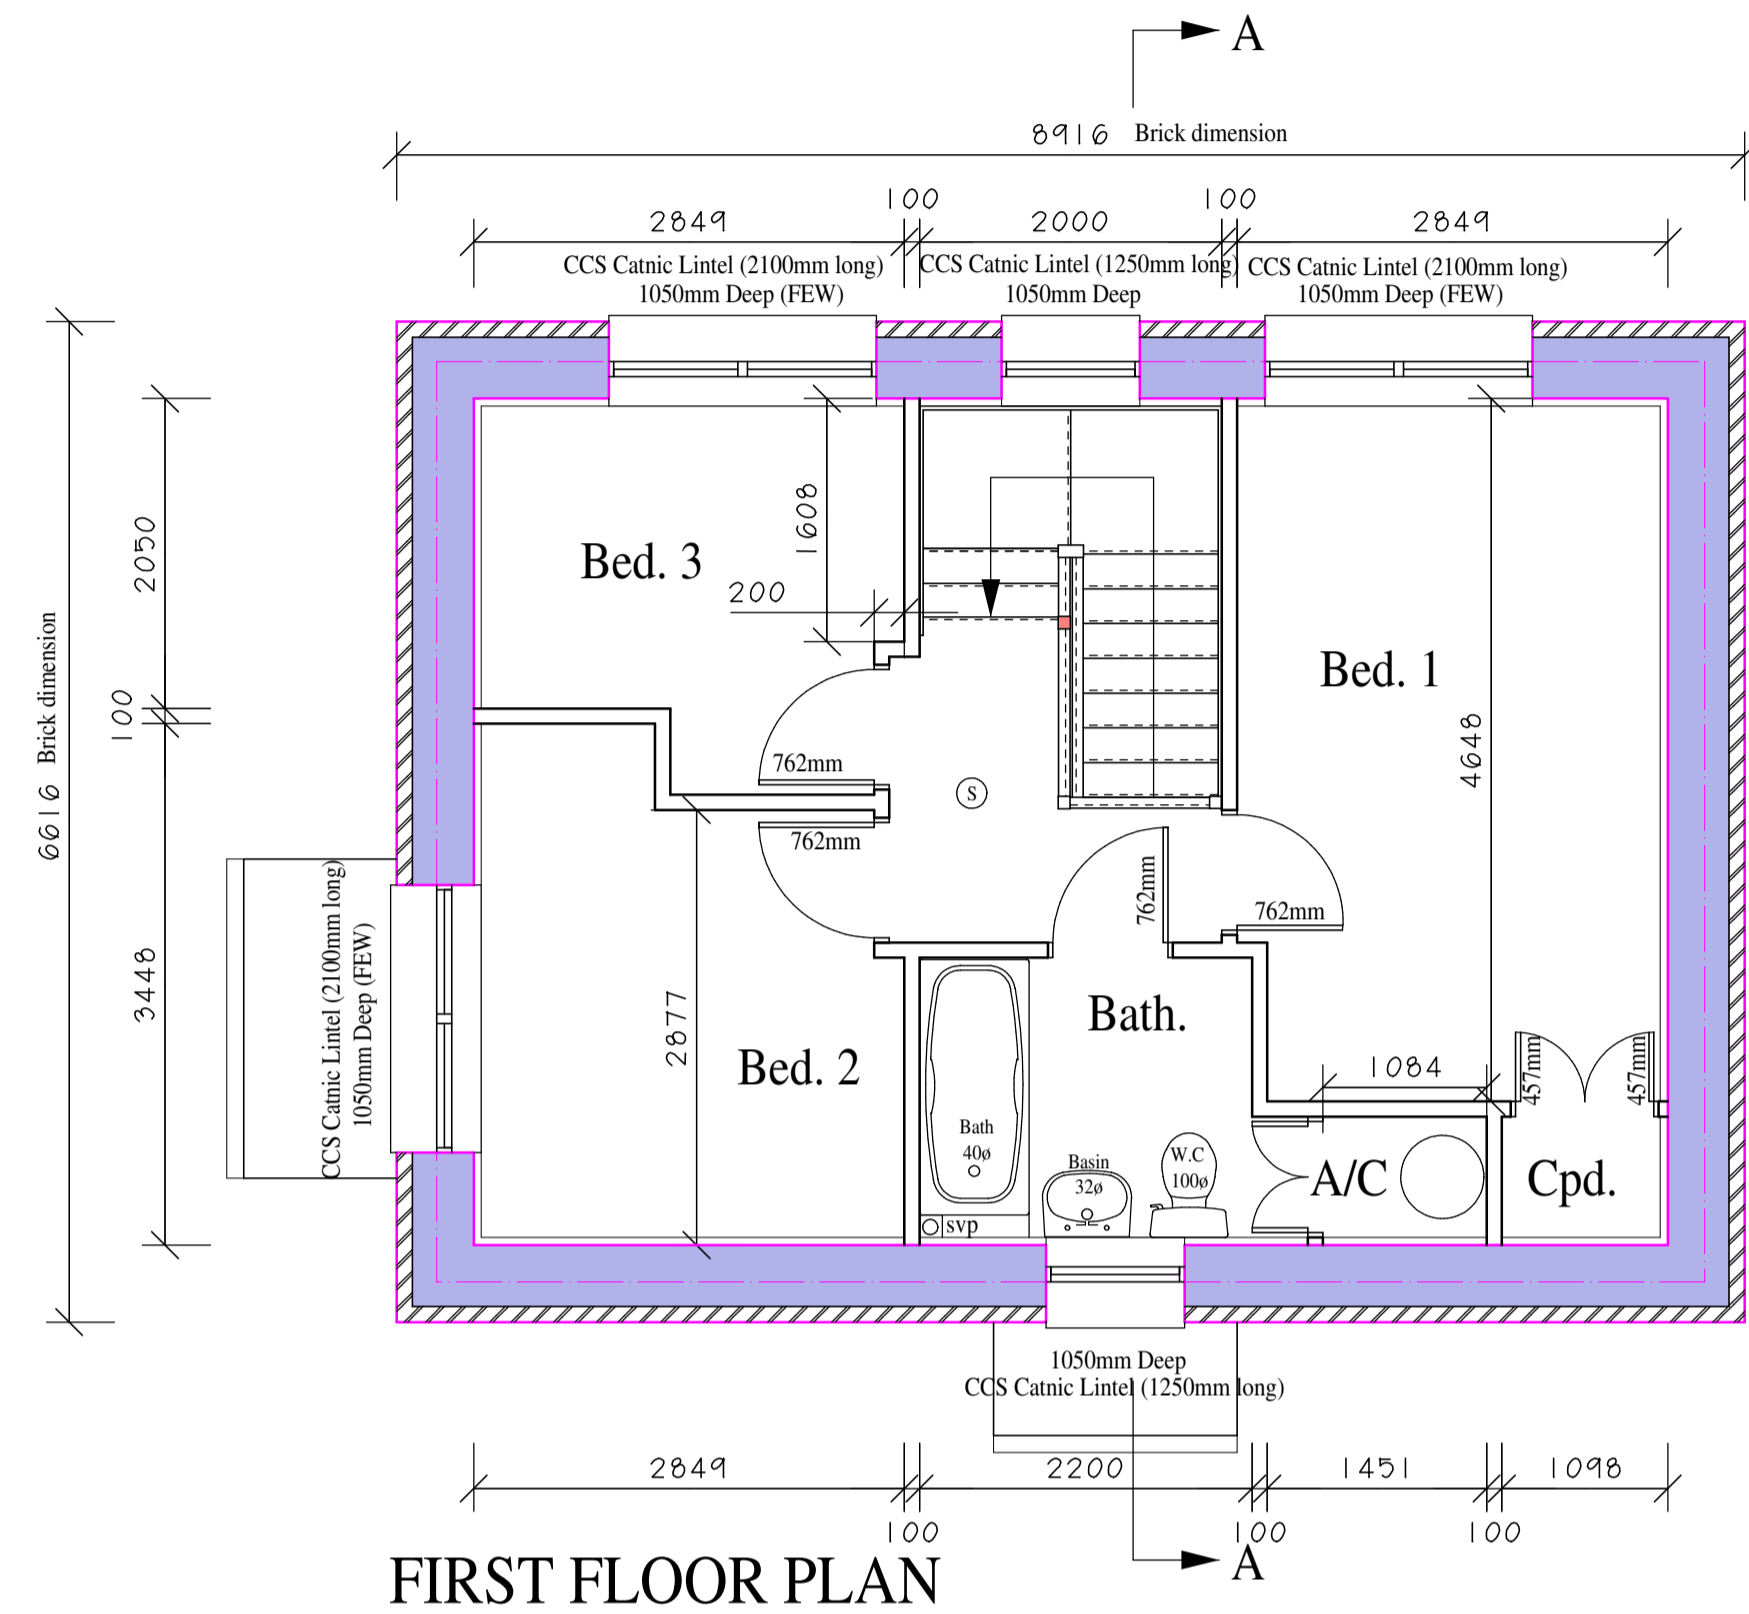 A
8916 Brick dimension
100 100
2849 2000 2849
CCS Catnic Lintel (2100mm long) CCS Catnic Lintel (1250mm long) CCS Catnic Lintel (2100mm long)
1050mm Deep (FEW) 1050mm Deep 1050mm Deep (FEW)
6616 Brick dimension
2050
100
3448
CCS Catnic Lintel (2100mm long)
1050mm Deep (FEW)
Bed. 3
1608
200
762mm
762mm
S
Bed. 1
4648
762mm
762mm
2877
Bed. 2
Bath.
Bath
40ø
Basin
32ø
W.C
100ø
svp
1084
457mm
457mm
A/C
Cpd.
1050mm Deep
CCS Catnic Lintel (1250mm long)
2849 2200 1451 1098
100 100 100
A
FIRST FLOOR PLAN